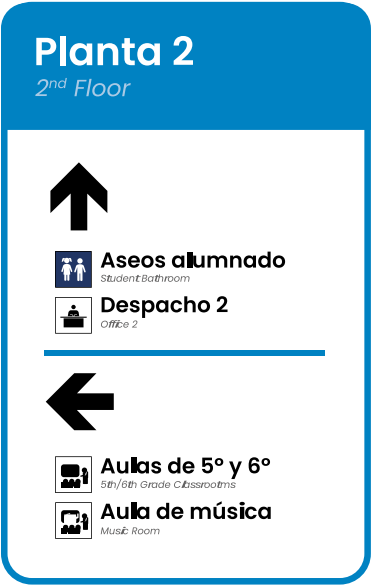 Planta 2
2nd Floor
Aseos alumnado
Student Bathroom
Despacho 2
Office 2
Aulas de 5º y 6º
5th/6th Grade Classrooms
Aula de música
Music Room